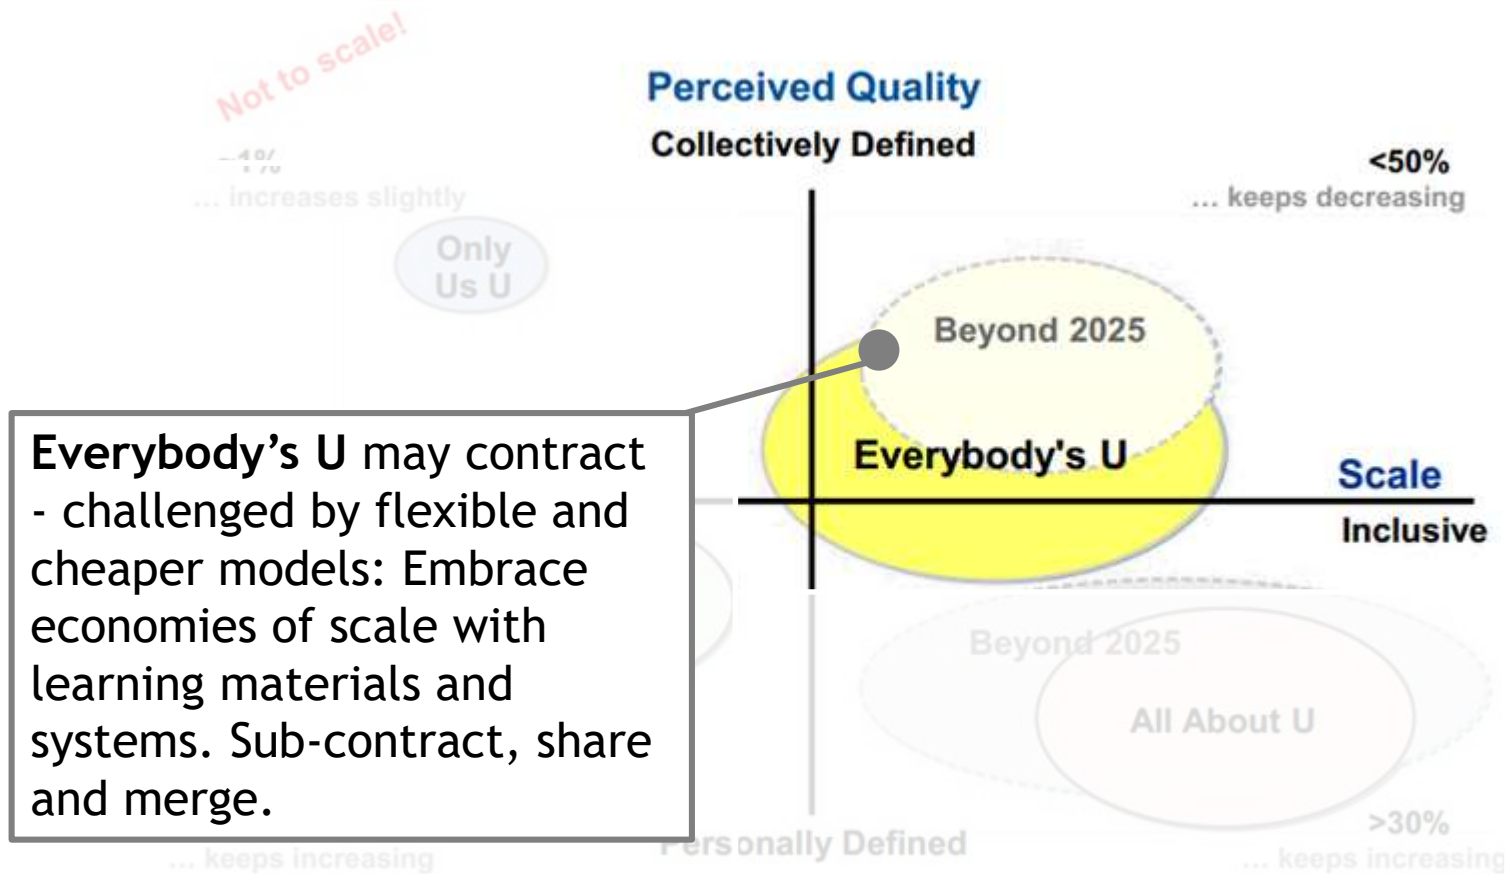 Not to scale!
Perceived Quality
Collectively Defined
~1%
... increases slightly
<50%
... keeps decreasing
Only
Us U
Beyond 2025
Everybody's U
Scale
Inclusive
Everybody’s U may contract
- challenged by flexible and
cheaper models: Embrace
economies of scale with
learning materials and
systems. Sub-contract, share
and merge.
Beyond 2025
All About U
>30%
Personally Defined
... keeps increasing
... keeps increasing